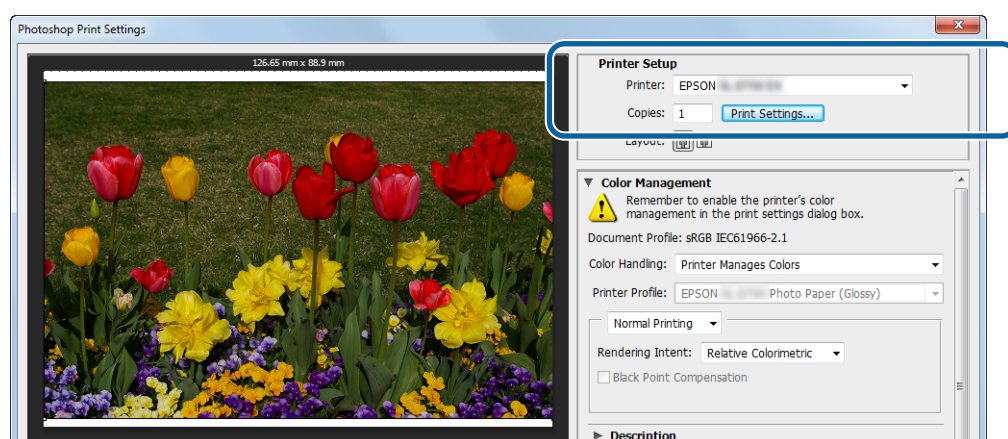 Photoshop Print Settings
126.65 mm x 88.9 mm
Printer Setup
Printer: EPSON
Copies: 1 Print Settings...
Layout:
Color Management
Remember to enable the printer's color
management in the print settings dialog box.
Document Profile: sRGB IEC61966-2.1
Color Handling: Printer Manages Colors
Printer Profile: EPSON Photo Paper (Glossy)
Normal Printing
Rendering Intent: Relative Colorimetric
Black Point Compensation
Description